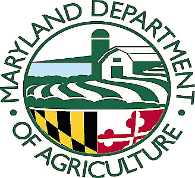 MARYLAND DEPARTMENT
• OF AGRICULTURE •